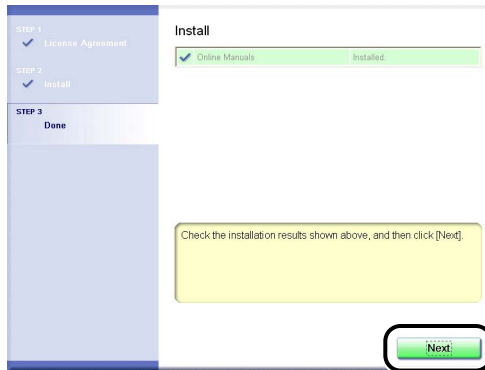 STEP 1
License Agreement
STEP 2
Install
STEP 3
Done
Install
Online Manuals Installed.
Check the installation results shown above, and then click [Next].
Next